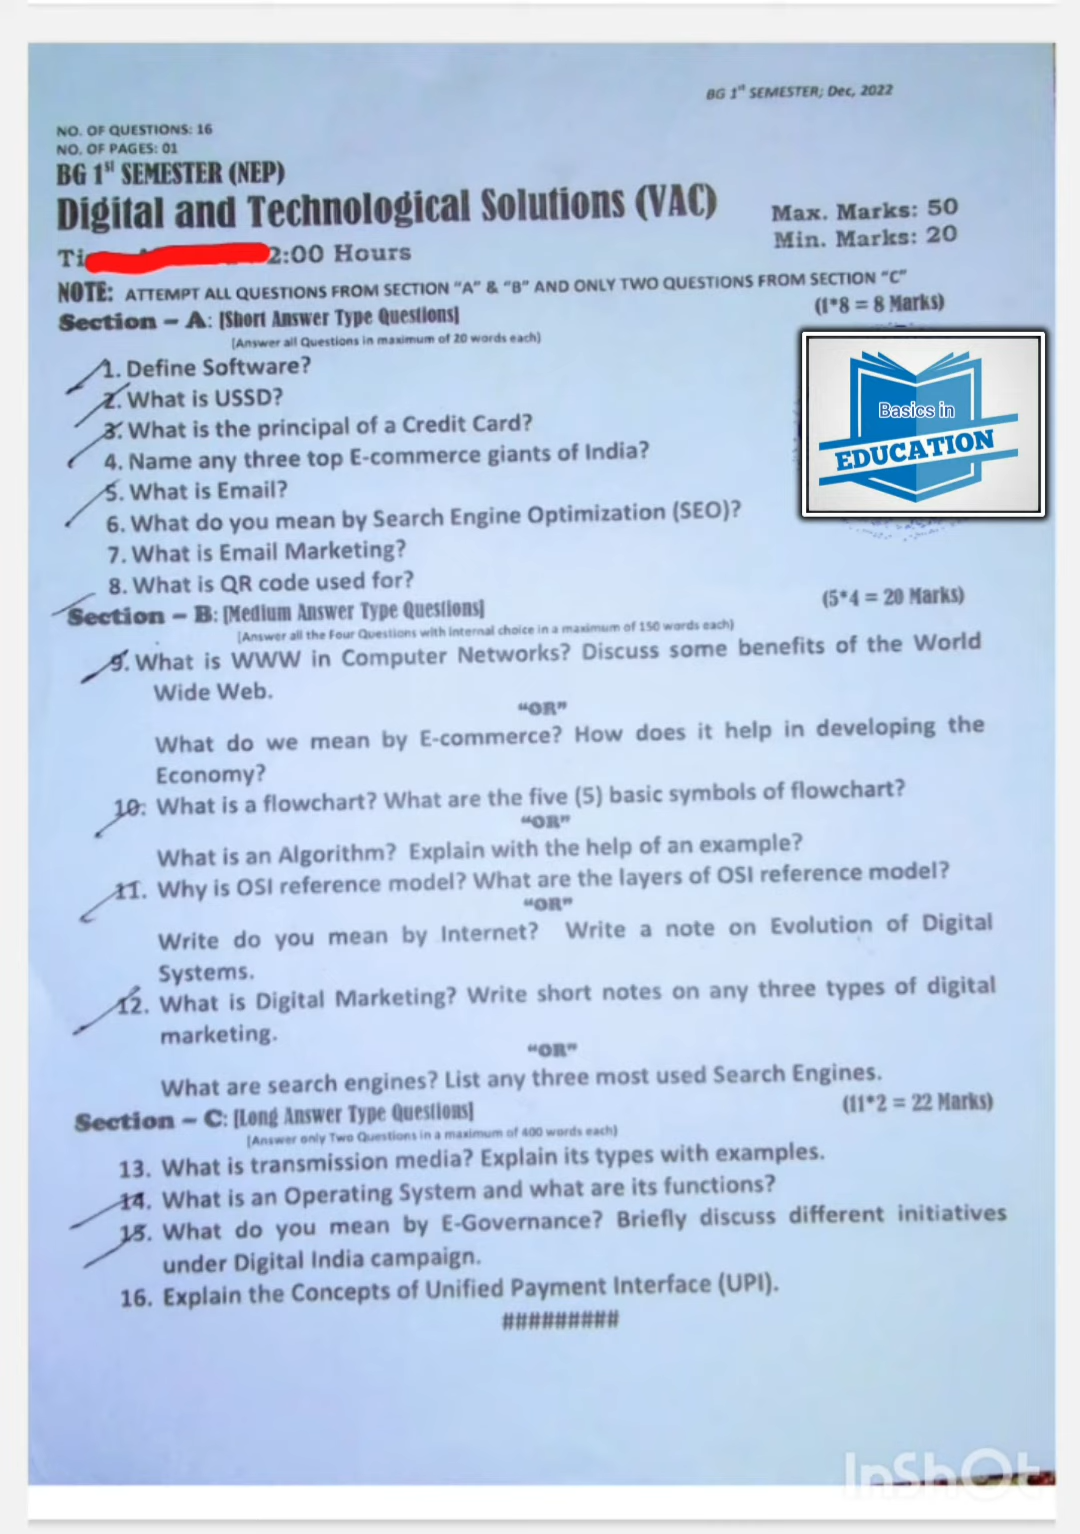 BG 1st SEMESTER; Dec, 2022
NO. OF QUESTIONS: 16
NO. OF PAGES: 01
BG 1st SEMESTER (NEP)
Digital and Technological Solutions (VAC)
Max. Marks: 50
Min. Marks: 20
Ti 2:00 Hours
NOTE: ATTEMPT ALL QUESTIONS FROM SECTION "A" & "B" AND ONLY TWO QUESTIONS FROM SECTION "C"
Section – A: [Short Answer Type Questions] (1*8 = 8 Marks)
[Answer all Questions in maximum of 20 words each]
1. Define Software?
2. What is USSD?
3. What is the principal of a Credit Card?
4. Name any three top E-commerce giants of India?
5. What is Email?
6. What do you mean by Search Engine Optimization (SEO)?
7. What is Email Marketing?
8. What is QR code used for?
Basics in
EDUCATION
Section – B: [Medium Answer Type Questions] (5*4 = 20 Marks)
[Answer all the Four Questions with internal choice in a maximum of 150 words each]
9. What is WWW in Computer Networks? Discuss some benefits of the World
Wide Web.
"OR"
What do we mean by E-commerce? How does it help in developing the
Economy?
10. What is a flowchart? What are the five (5) basic symbols of flowchart?
"OR"
What is an Algorithm? Explain with the help of an example?
11. Why is OSI reference model? What are the layers of OSI reference model?
"OR"
Write do you mean by Internet? Write a note on Evolution of Digital
Systems.
12. What is Digital Marketing? Write short notes on any three types of digital
marketing.
"OR"
What are search engines? List any three most used Search Engines.
Section – C: [Long Answer Type Questions] (11*2 = 22 Marks)
[Answer only Two Questions in a maximum of 400 words each]
13. What is transmission media? Explain its types with examples.
14. What is an Operating System and what are its functions?
15. What do you mean by E-Governance? Briefly discuss different initiatives
under Digital India campaign.
16. Explain the Concepts of Unified Payment Interface (UPI).
#########
InShOt